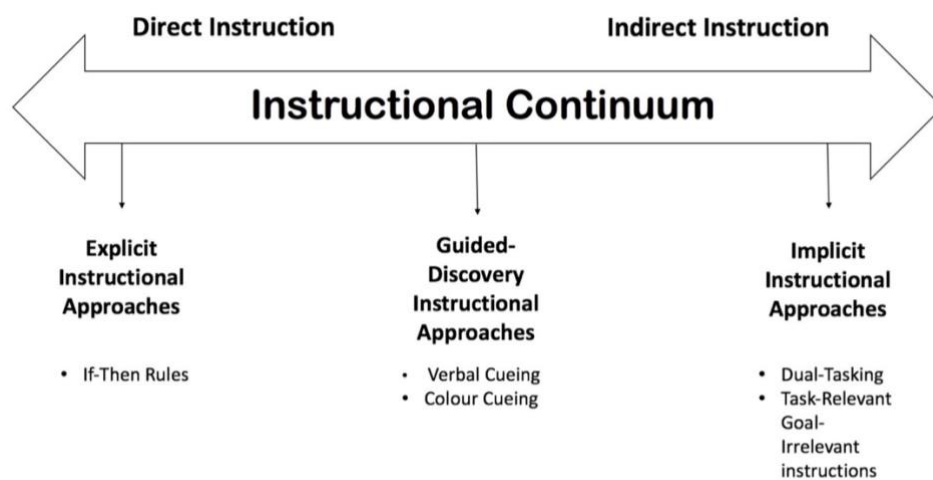 Direct Instruction
Indirect Instruction
Instructional Continuum
Explicit
Instructional
Approaches
• If-Then Rules
Guided-
Discovery
Instructional
Approaches
• Verbal Cueing
• Colour Cueing
Implicit
Instructional
Approaches
• Dual-Tasking
• Task-Relevant
Goal-
Irrelevant
instructions